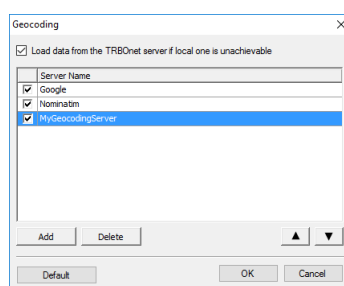 Geocoding
Load data from the TRBOnet server if local one is unachievable
Server Name
Google
Nominatim
MyGeocodingServer
Add Delete
Default OK Cancel